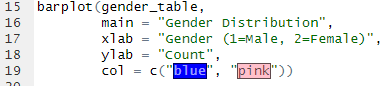 15 barplot(gender_table,
16         main = "Gender Distribution",
17         xlab = "Gender (1=Male, 2=Female)",
18         ylab = "Count",
19         col = c("blue", "pink"))